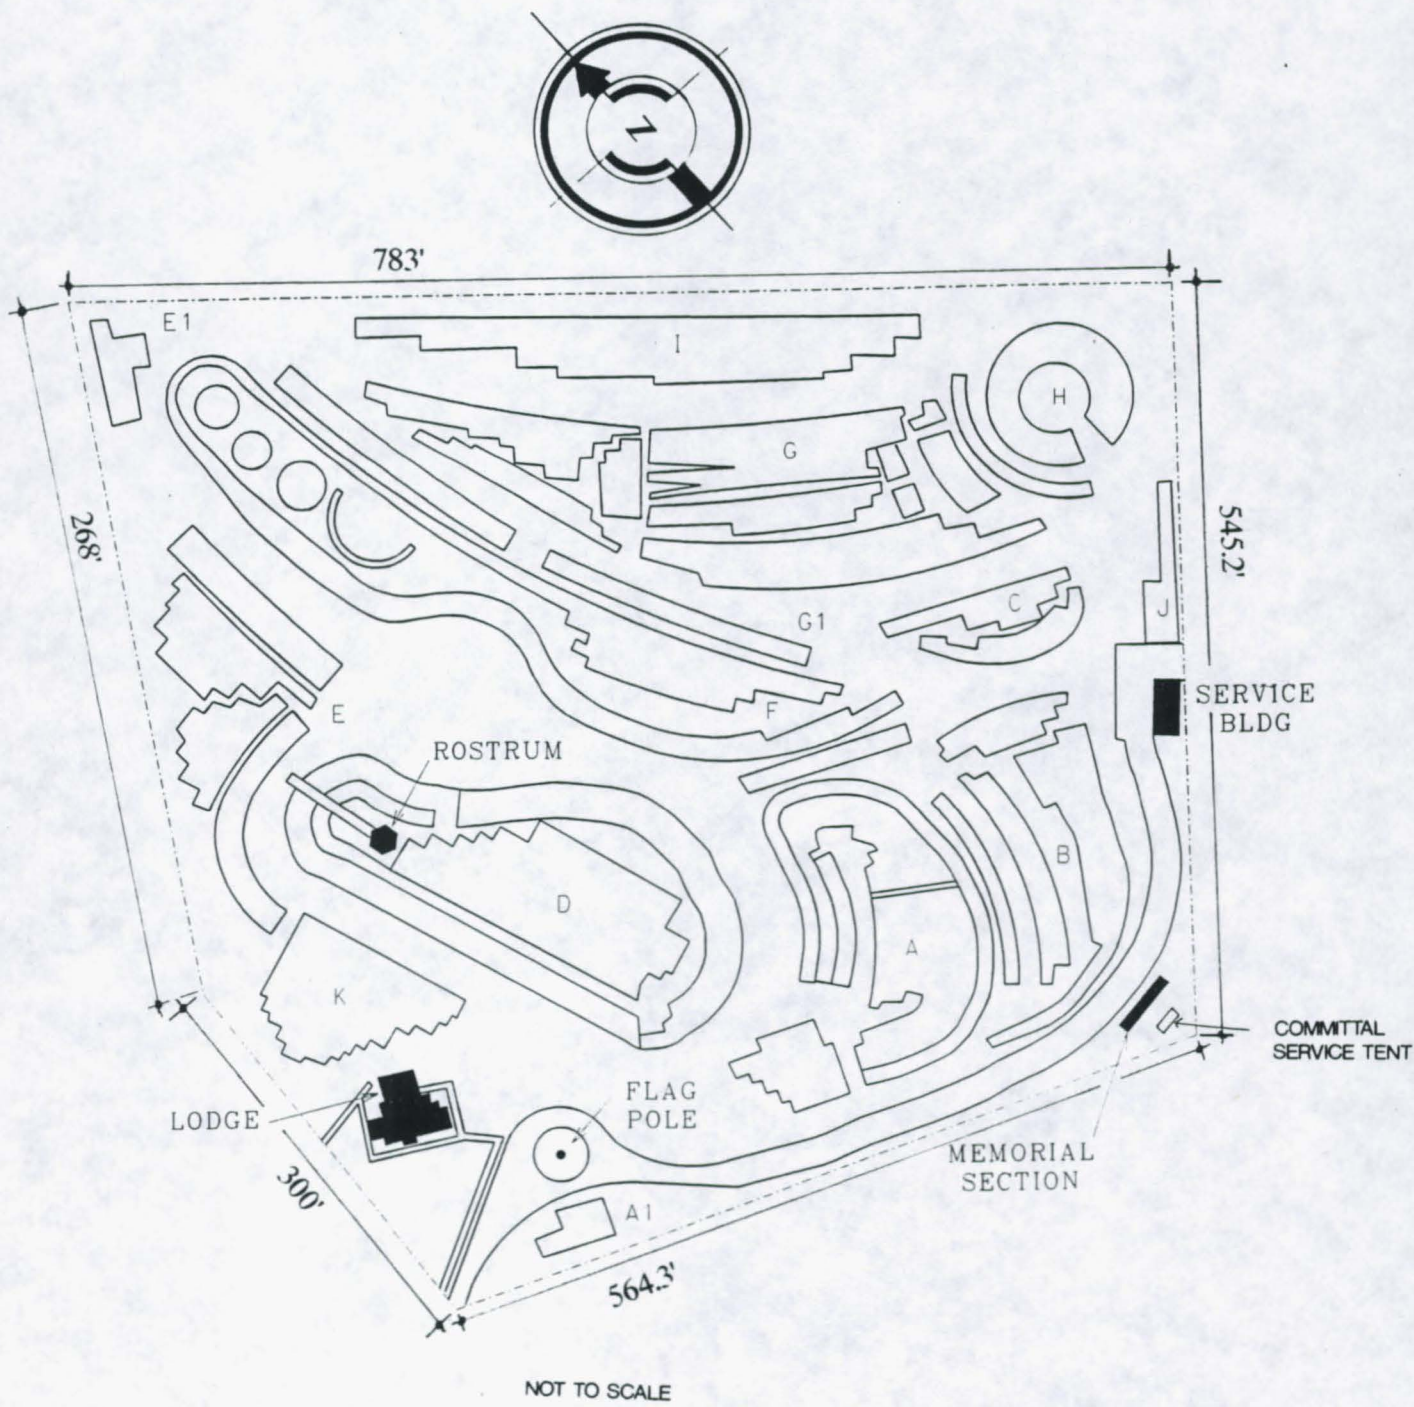 N
783'
E1
I
H
G
268'
545.2'
C
J
G1
SERVICE
BLDG
F
E
ROSTRUM
B
D
A
K
COMMITTAL
SERVICE TENT
FLAG
POLE
LODGE
MEMORIAL
SECTION
300'
A1
564.3'
NOT TO SCALE